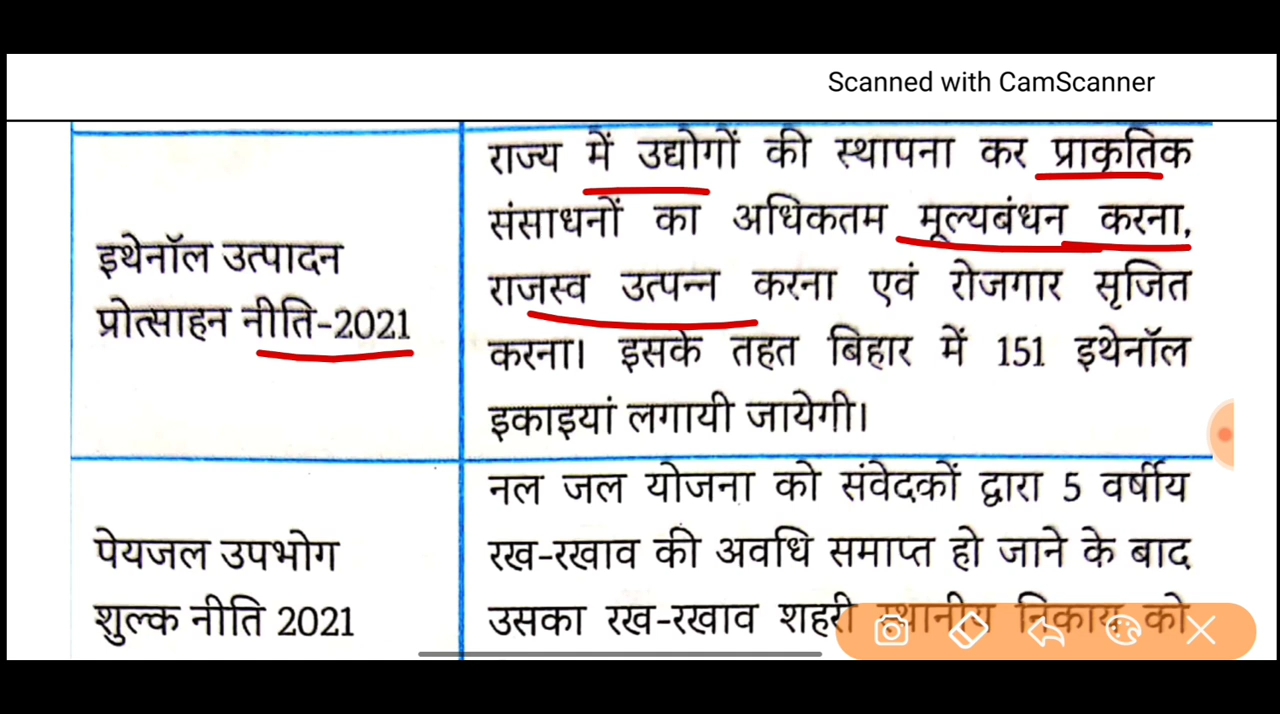 Scanned with CamScanner
राज्य में उद्योगों की स्थापना कर प्राकृतिक
संसाधनों का अधिकतम मूल्यबंधन करना,
राजस्व उत्पन्न करना एवं रोजगार सृजित
करना। इसके तहत बिहार में 151 इथेनॉल
इकाइयां लगायी जायेगी।
इथेनॉल उत्पादन
प्रोत्साहन नीति-2021
नल जल योजना को संवेदकों द्वारा 5 वर्षीय
रख-रखाव की अवधि समाप्त हो जाने के बाद
उसका रख-रखाव शहरी स्थानीय निकाय को
पेयजल उपभोग
शुल्क नीति 2021